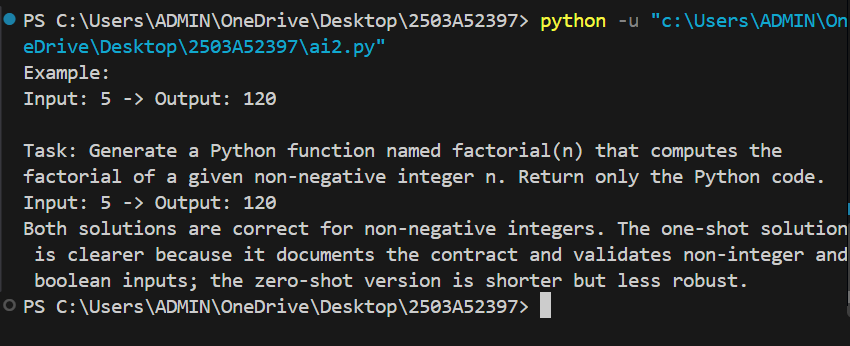 PS C:\Users\ADMIN\OneDrive\Desktop\2503A52397> python -u "c:\Users\ADMIN\On
eDrive\Desktop\2503A52397\ai2.py"
Example:
Input: 5 -> Output: 120
Task: Generate a Python function named factorial(n) that computes the
factorial of a given non-negative integer n. Return only the Python code.
Input: 5 -> Output: 120
Both solutions are correct for non-negative integers. The one-shot solution
 is clearer because it documents the contract and validates non-integer and
 boolean inputs; the zero-shot version is shorter but less robust.
PS C:\Users\ADMIN\OneDrive\Desktop\2503A52397>